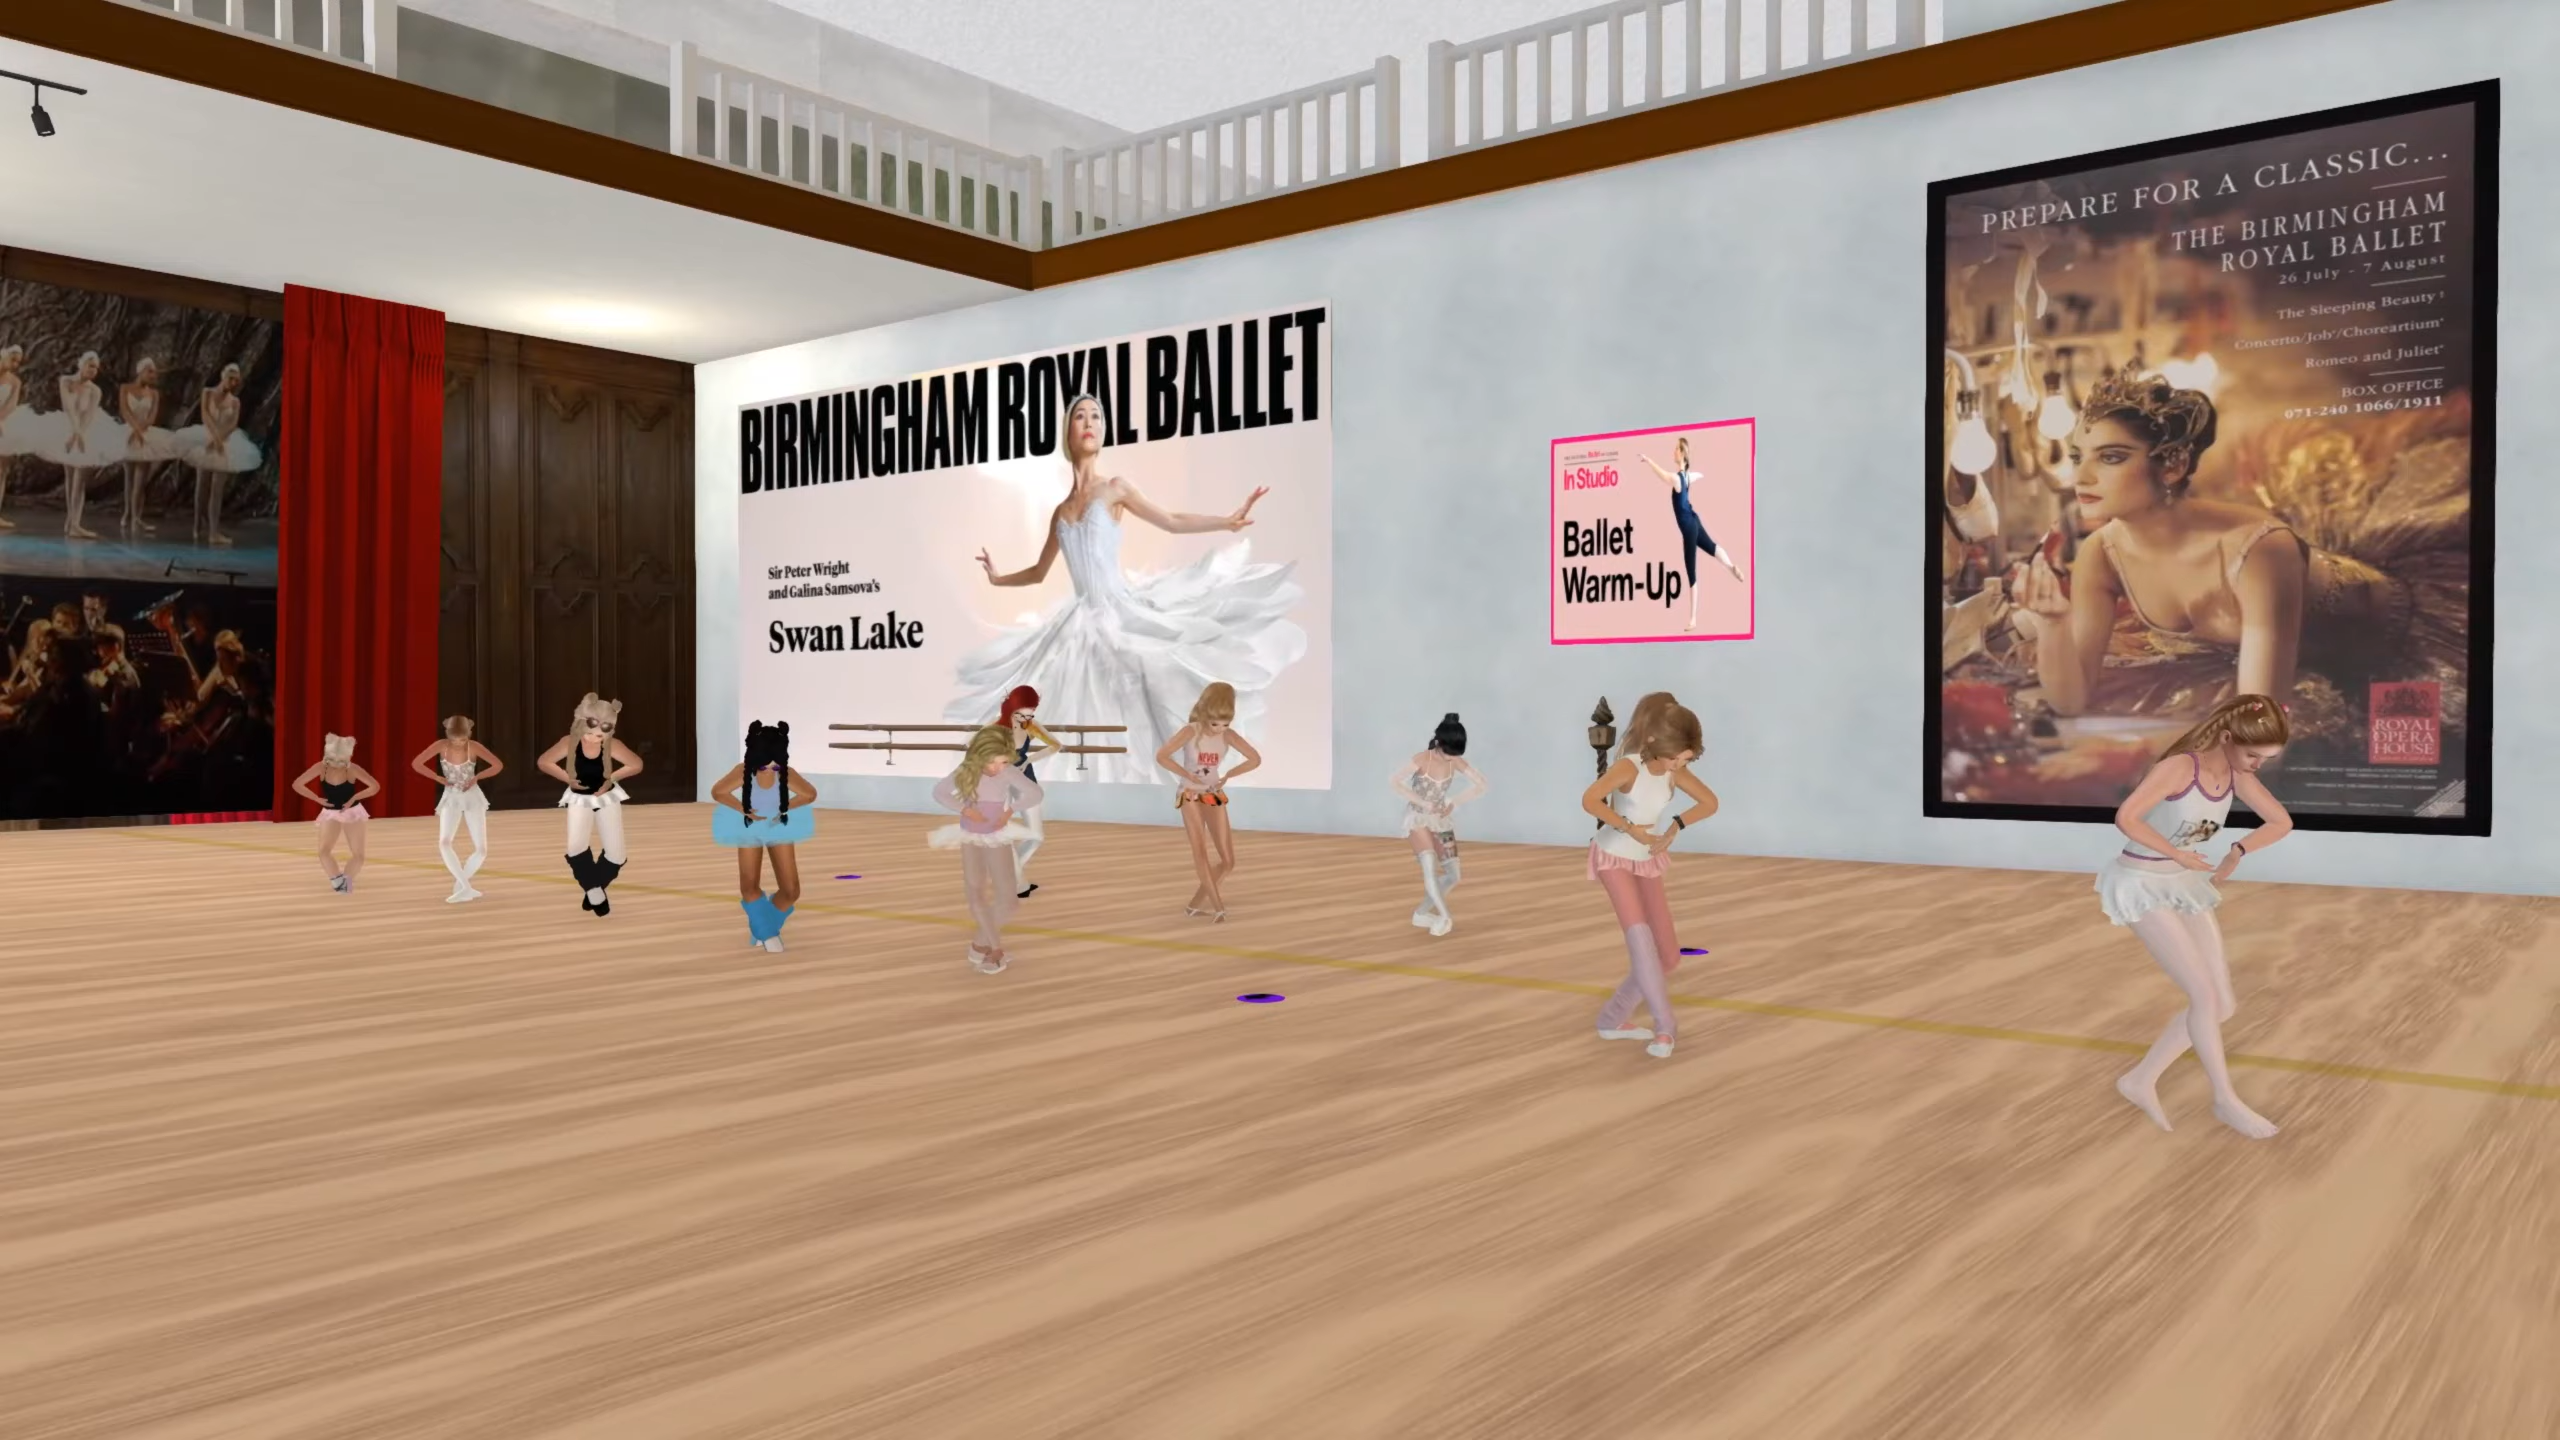 BIRMINGHAM ROYAL BALLET
Sir Peter Wright
and Galina Samsova's
Swan Lake
In Studio
Ballet
Warm-Up
PREPARE FOR A CLASSIC...
THE BIRMINGHAM
ROYAL BALLET
26 July - 7 August
The Sleeping Beauty†
Concerto/Job*/Choreartium*
Romeo and Juliet*
BOX OFFICE
071-240 1066/1911
ROYAL
OPERA
HOUSE
NEVER